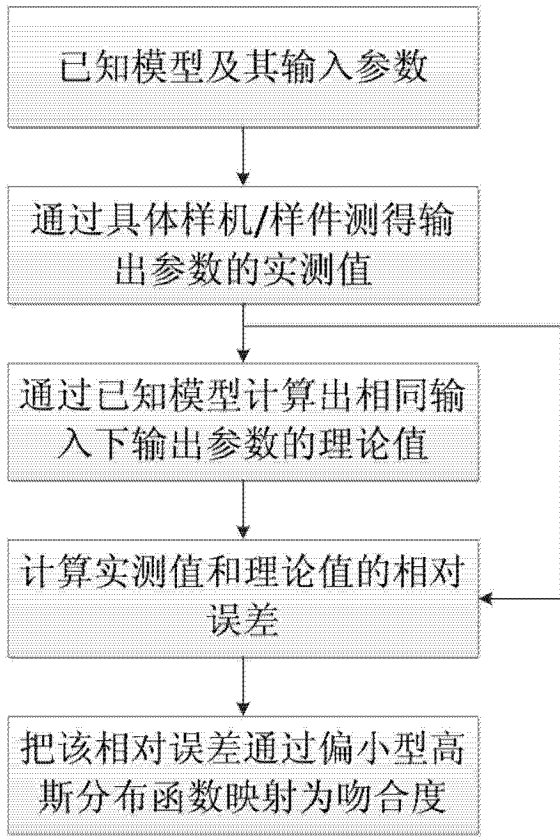 已知模型及其输入参数
通过具体样机/样件测得输
出参数的实测值
通过已知模型计算出相同输
入下输出参数的理论值
计算实测值和理论值的相对
误差
把该相对误差通过偏小型高
斯分布函数映射为吻合度